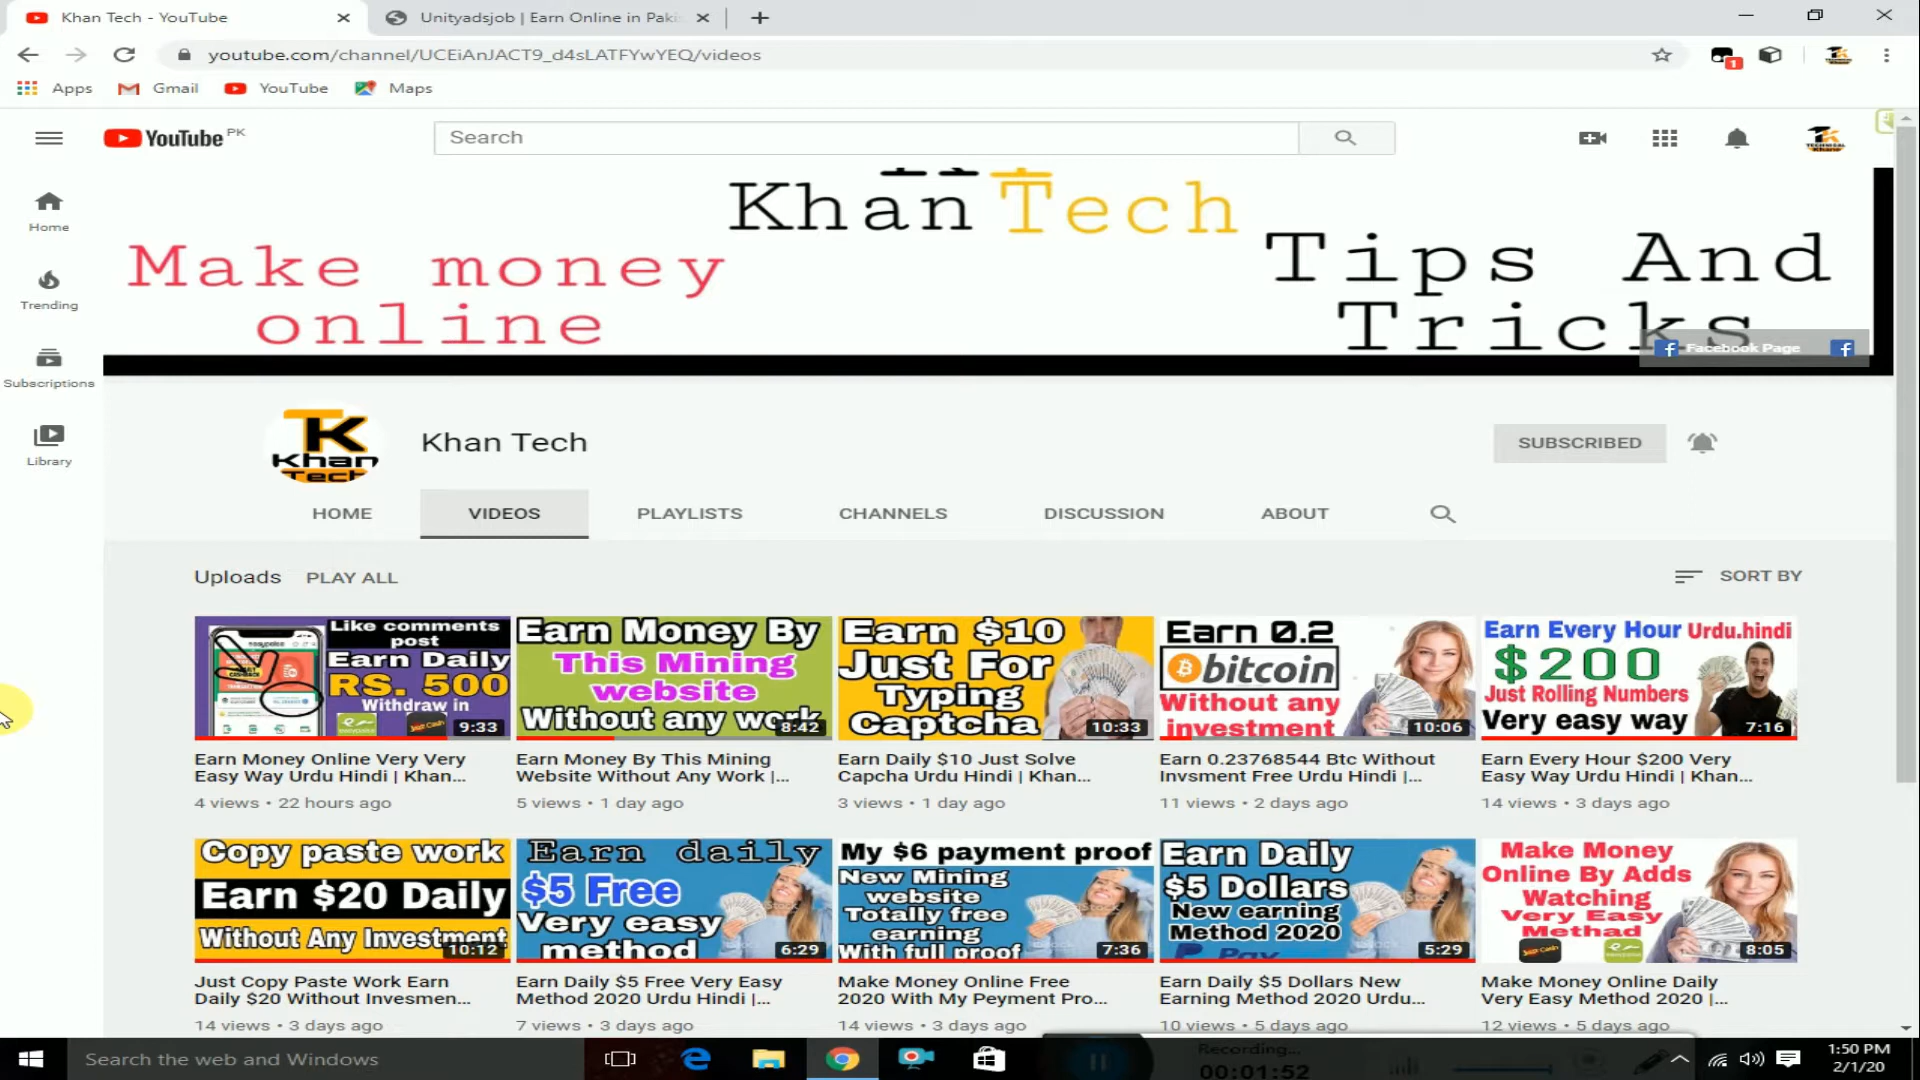 Khan Tech - YouTube
Unityadsjob | Earn Online in Paki
youtube.com/channel/UCEiAnJACT9_d4sLATFYwYEQ/videos
1
Apps
Gmail
YouTube
Maps
YouTube PK
Search
TECHNICAL
Khans
Khan Tech
Make money
online
Tips And
Tricks
Facebook Page
Home
Trending
Subscriptions
Library
Khan
Tech
Khan Tech
SUBSCRIBED
HOME
VIDEOS
PLAYLISTS
CHANNELS
DISCUSSION
ABOUT
Uploads
PLAY ALL
SORT BY
Like comments
post
Earn Daily
RS. 500
Withdraw in
9:33
Earn Money By
This Mining
website
Without any work
8:42
Earn $10
Just For
Typing
Captcha
10:33
Earn 0.2
bitcoin
Without any
investment
10:06
Earn Every Hour Urdu.hindi
$200
Just Rolling Numbers
Very easy way
7:16
Earn Money Online Very Very
Easy Way Urdu Hindi | Khan...
4 views • 22 hours ago
Earn Money By This Mining
Website Without Any Work |...
5 views • 1 day ago
Earn Daily $10 Just Solve
Capcha Urdu Hindi | Khan...
3 views • 1 day ago
Earn 0.23768544 Btc Without
Invsment Free Urdu Hindi |...
11 views • 2 days ago
Earn Every Hour $200 Very
Easy Way Urdu Hindi | Khan...
14 views • 3 days ago
Copy paste work
Earn $20 Daily
Without Any Investment
10:12
Earn daily
$5 Free
Very easy
method
6:29
My $6 payment proof
New Mining
website
Totally free
earning
With full proof
7:36
Earn Daily
$5 Dollars
New earning
Method 2020
Pay
5:29
Make Money
Online By Adds
Watching
Very Easy
Methad
8:05
Just Copy Paste Work Earn
Daily $20 Without Invesmen...
14 views • 3 days ago
Earn Daily $5 Free Very Easy
Method 2020 Urdu Hindi |...
7 views • 3 days ago
Make Money Online Free
2020 With My Peyment Pro...
14 views • 3 days ago
Earn Daily $5 Dollars New
Earning Method 2020 Urdu...
10 views • 5 days ago
Make Money Online Daily
Very Easy Method 2020 |...
12 views • 5 days ago
Search the web and Windows
Recording...
00:01:52
1:50 PM
2/1/20